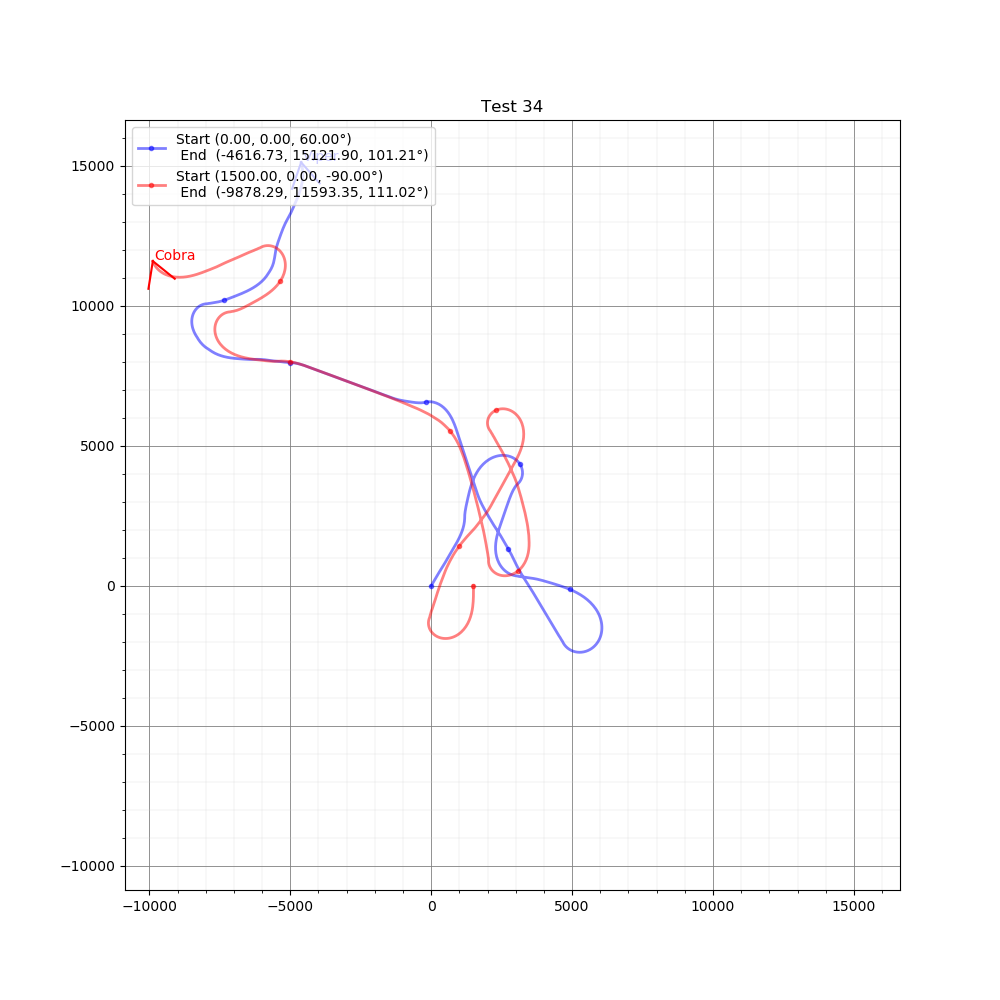 Test 34
Start (0.00, 0.00, 60.00°)
End (-4616.73, 15121.90, 101.21°)
Start (1500.00, 0.00, -90.00°)
End (-9878.29, 11593.35, 111.02°)
Cobra
15000
10000
5000
0
−5000
−10000
−10000
−5000
0
5000
10000
15000